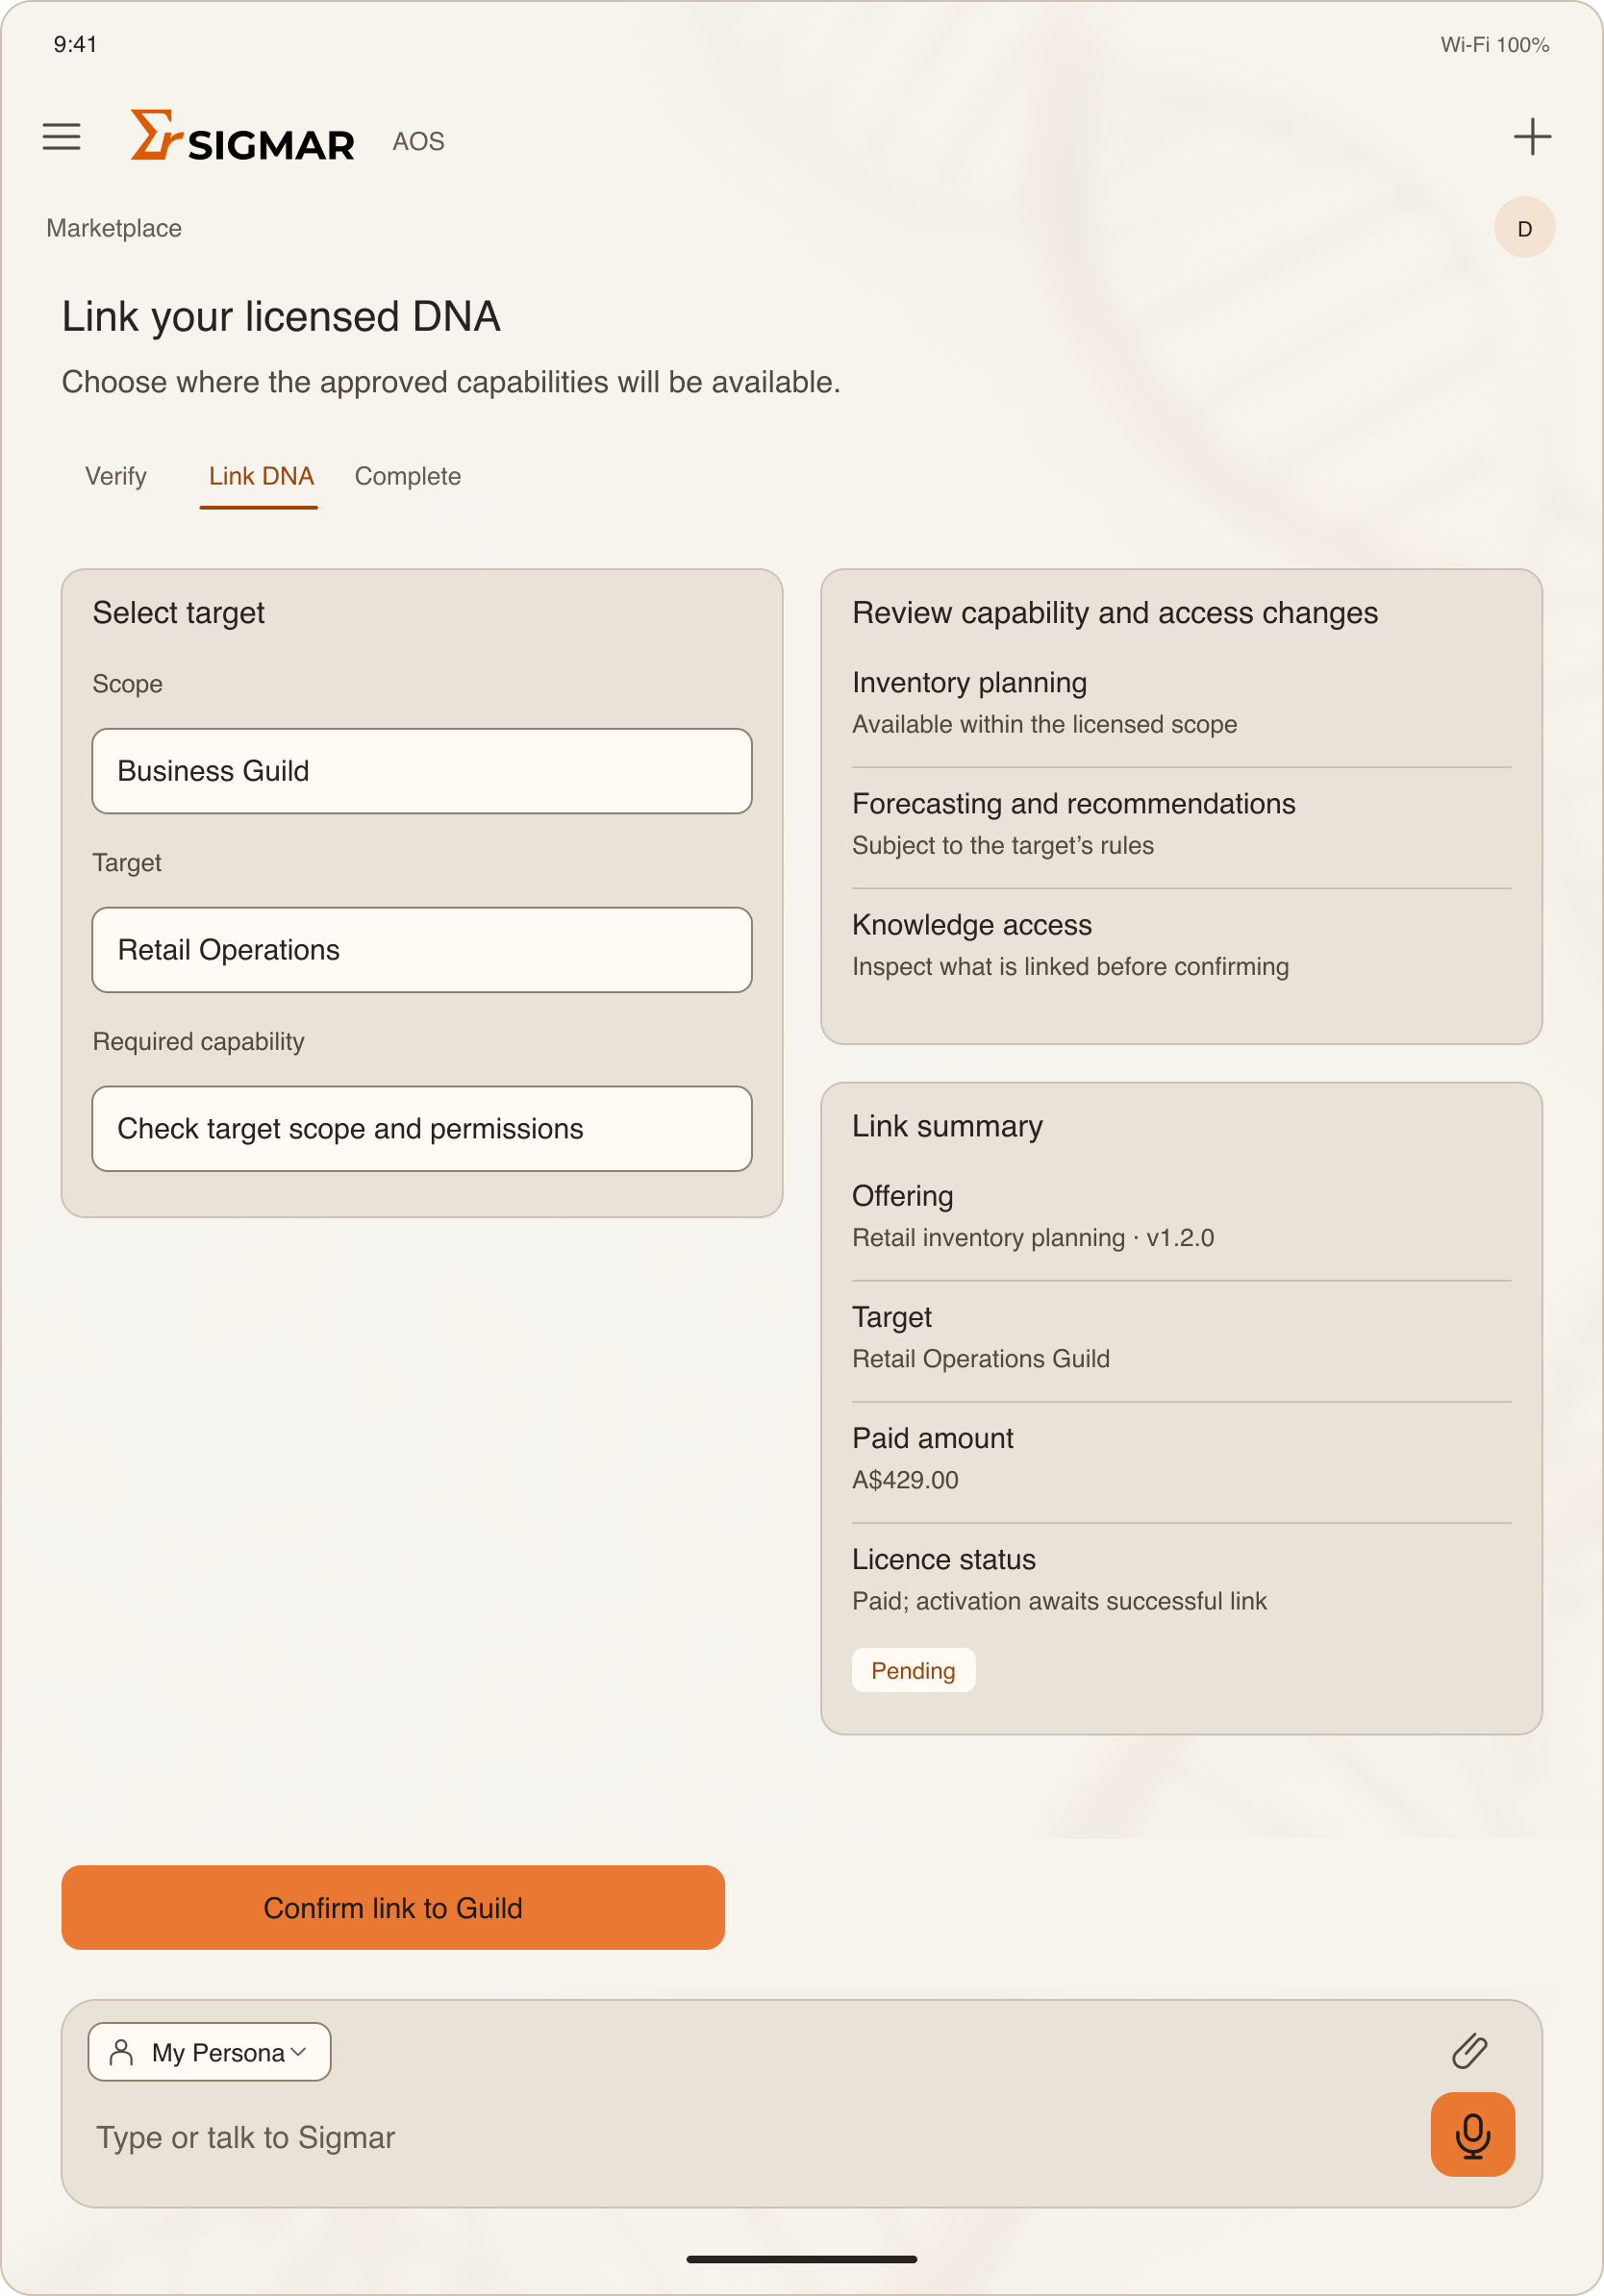 9:41
Wi-Fi 100%
Σr SIGMAR AOS
Marketplace
D
Link your licensed DNA
Choose where the approved capabilities will be available.
Verify
Link DNA
Complete
Select target
Scope
Business Guild
Target
Retail Operations
Required capability
Check target scope and permissions
Review capability and access changes
Inventory planning
Available within the licensed scope
Forecasting and recommendations
Subject to the target’s rules
Knowledge access
Inspect what is linked before confirming
Link summary
Offering
Retail inventory planning · v1.2.0
Target
Retail Operations Guild
Paid amount
A$429.00
Licence status
Paid; activation awaits successful link
Pending
Confirm link to Guild
My Persona
Type or talk to Sigmar